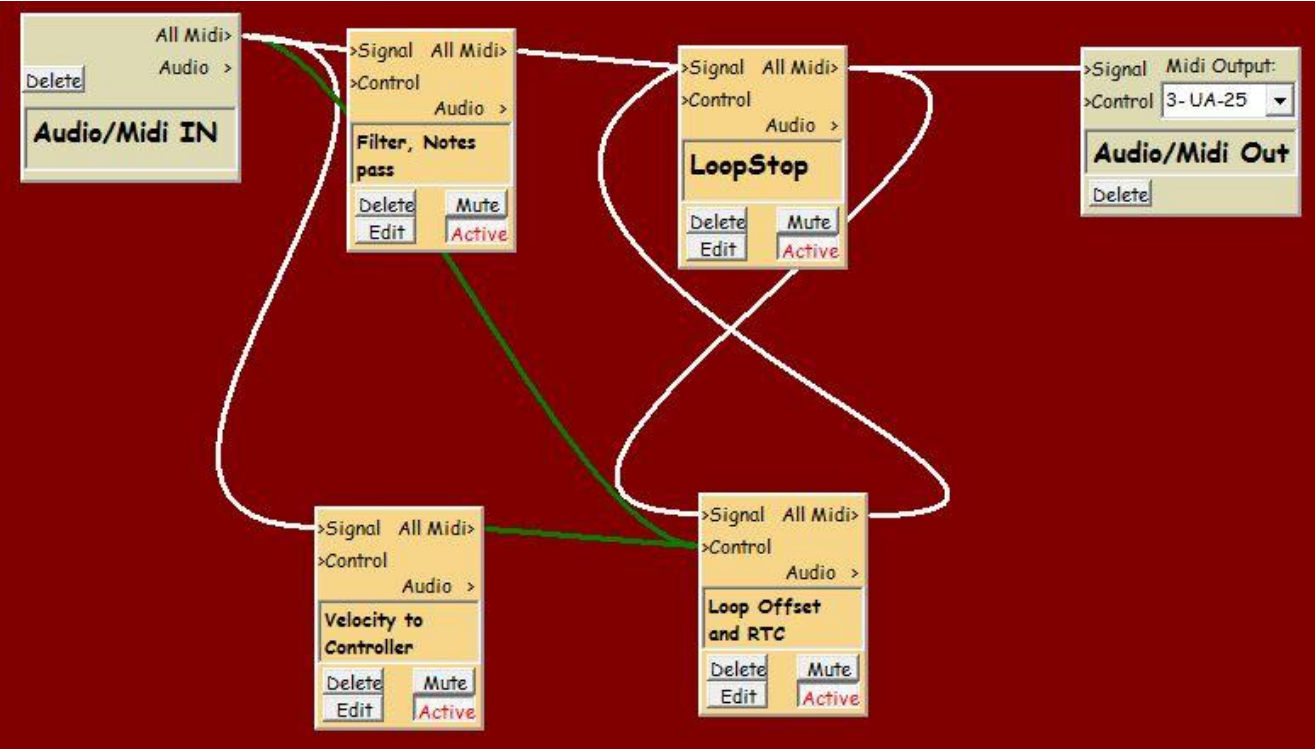 All Midi>
Audio >
Delete
Audio/Midi IN
>Signal All Midi>
>Control
Audio >
Filter, Notes
pass
Delete Mute
Edit Active
>Signal All Midi>
>Control
Audio >
LoopStop
Delete Mute
Edit Active
>Signal Midi Output:
>Control 3- UA-25
Audio/Midi Out
Delete
>Signal All Midi>
>Control
Audio >
Velocity to
Controller
Delete Mute
Edit Active
>Signal All Midi>
>Control
Audio >
Loop Offset
and RTC
Delete Mute
Edit Active